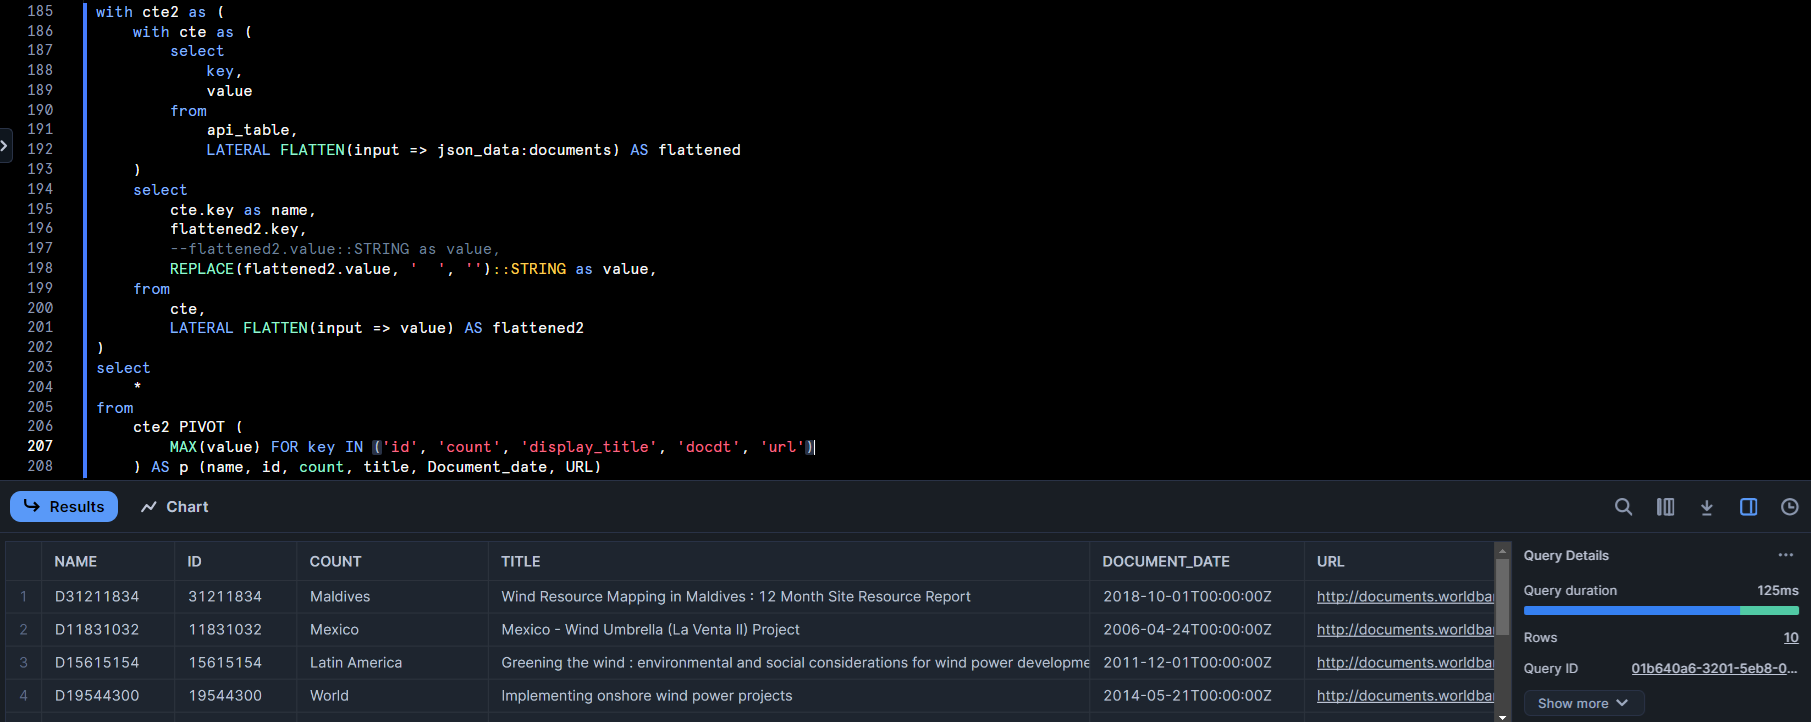 185 with cte2 as (
186 with cte as (
187 select
188 key,
189 value
190 from
191 api_table,
192 LATERAL FLATTEN(input => json_data:documents) AS flattened
193 )
194 select
195 cte.key as name,
196 flattened2.key,
197 --flattened2.value::STRING as value,
198 REPLACE(flattened2.value, '  ', '')::STRING as value,
199 from
200 cte,
201 LATERAL FLATTEN(input => value) AS flattened2
202 )
203 select
204 *
205 from
206 cte2 PIVOT (
207 MAX(value) FOR key IN ('id', 'count', 'display_title', 'docdt', 'url')
208 ) AS p (name, id, count, title, Document_date, URL)
Results Chart
NAME ID COUNT TITLE DOCUMENT_DATE URL
1 D31211834 31211834 Maldives Wind Resource Mapping in Maldives : 12 Month Site Resource Report 2018-10-01T00:00:00Z http://documents.worldba
2 D11831032 11831032 Mexico Mexico - Wind Umbrella (La Venta II) Project 2006-04-24T00:00:00Z http://documents.worldba
3 D15615154 15615154 Latin America Greening the wind : environmental and social considerations for wind power developme 2011-12-01T00:00:00Z http://documents.worldba
4 D19544300 19544300 World Implementing onshore wind power projects 2014-05-21T00:00:00Z http://documents.worldba
Query Details ...
Query duration 125ms
Rows 10
Query ID 01b640a6-3201-5eb8-0...
Show more